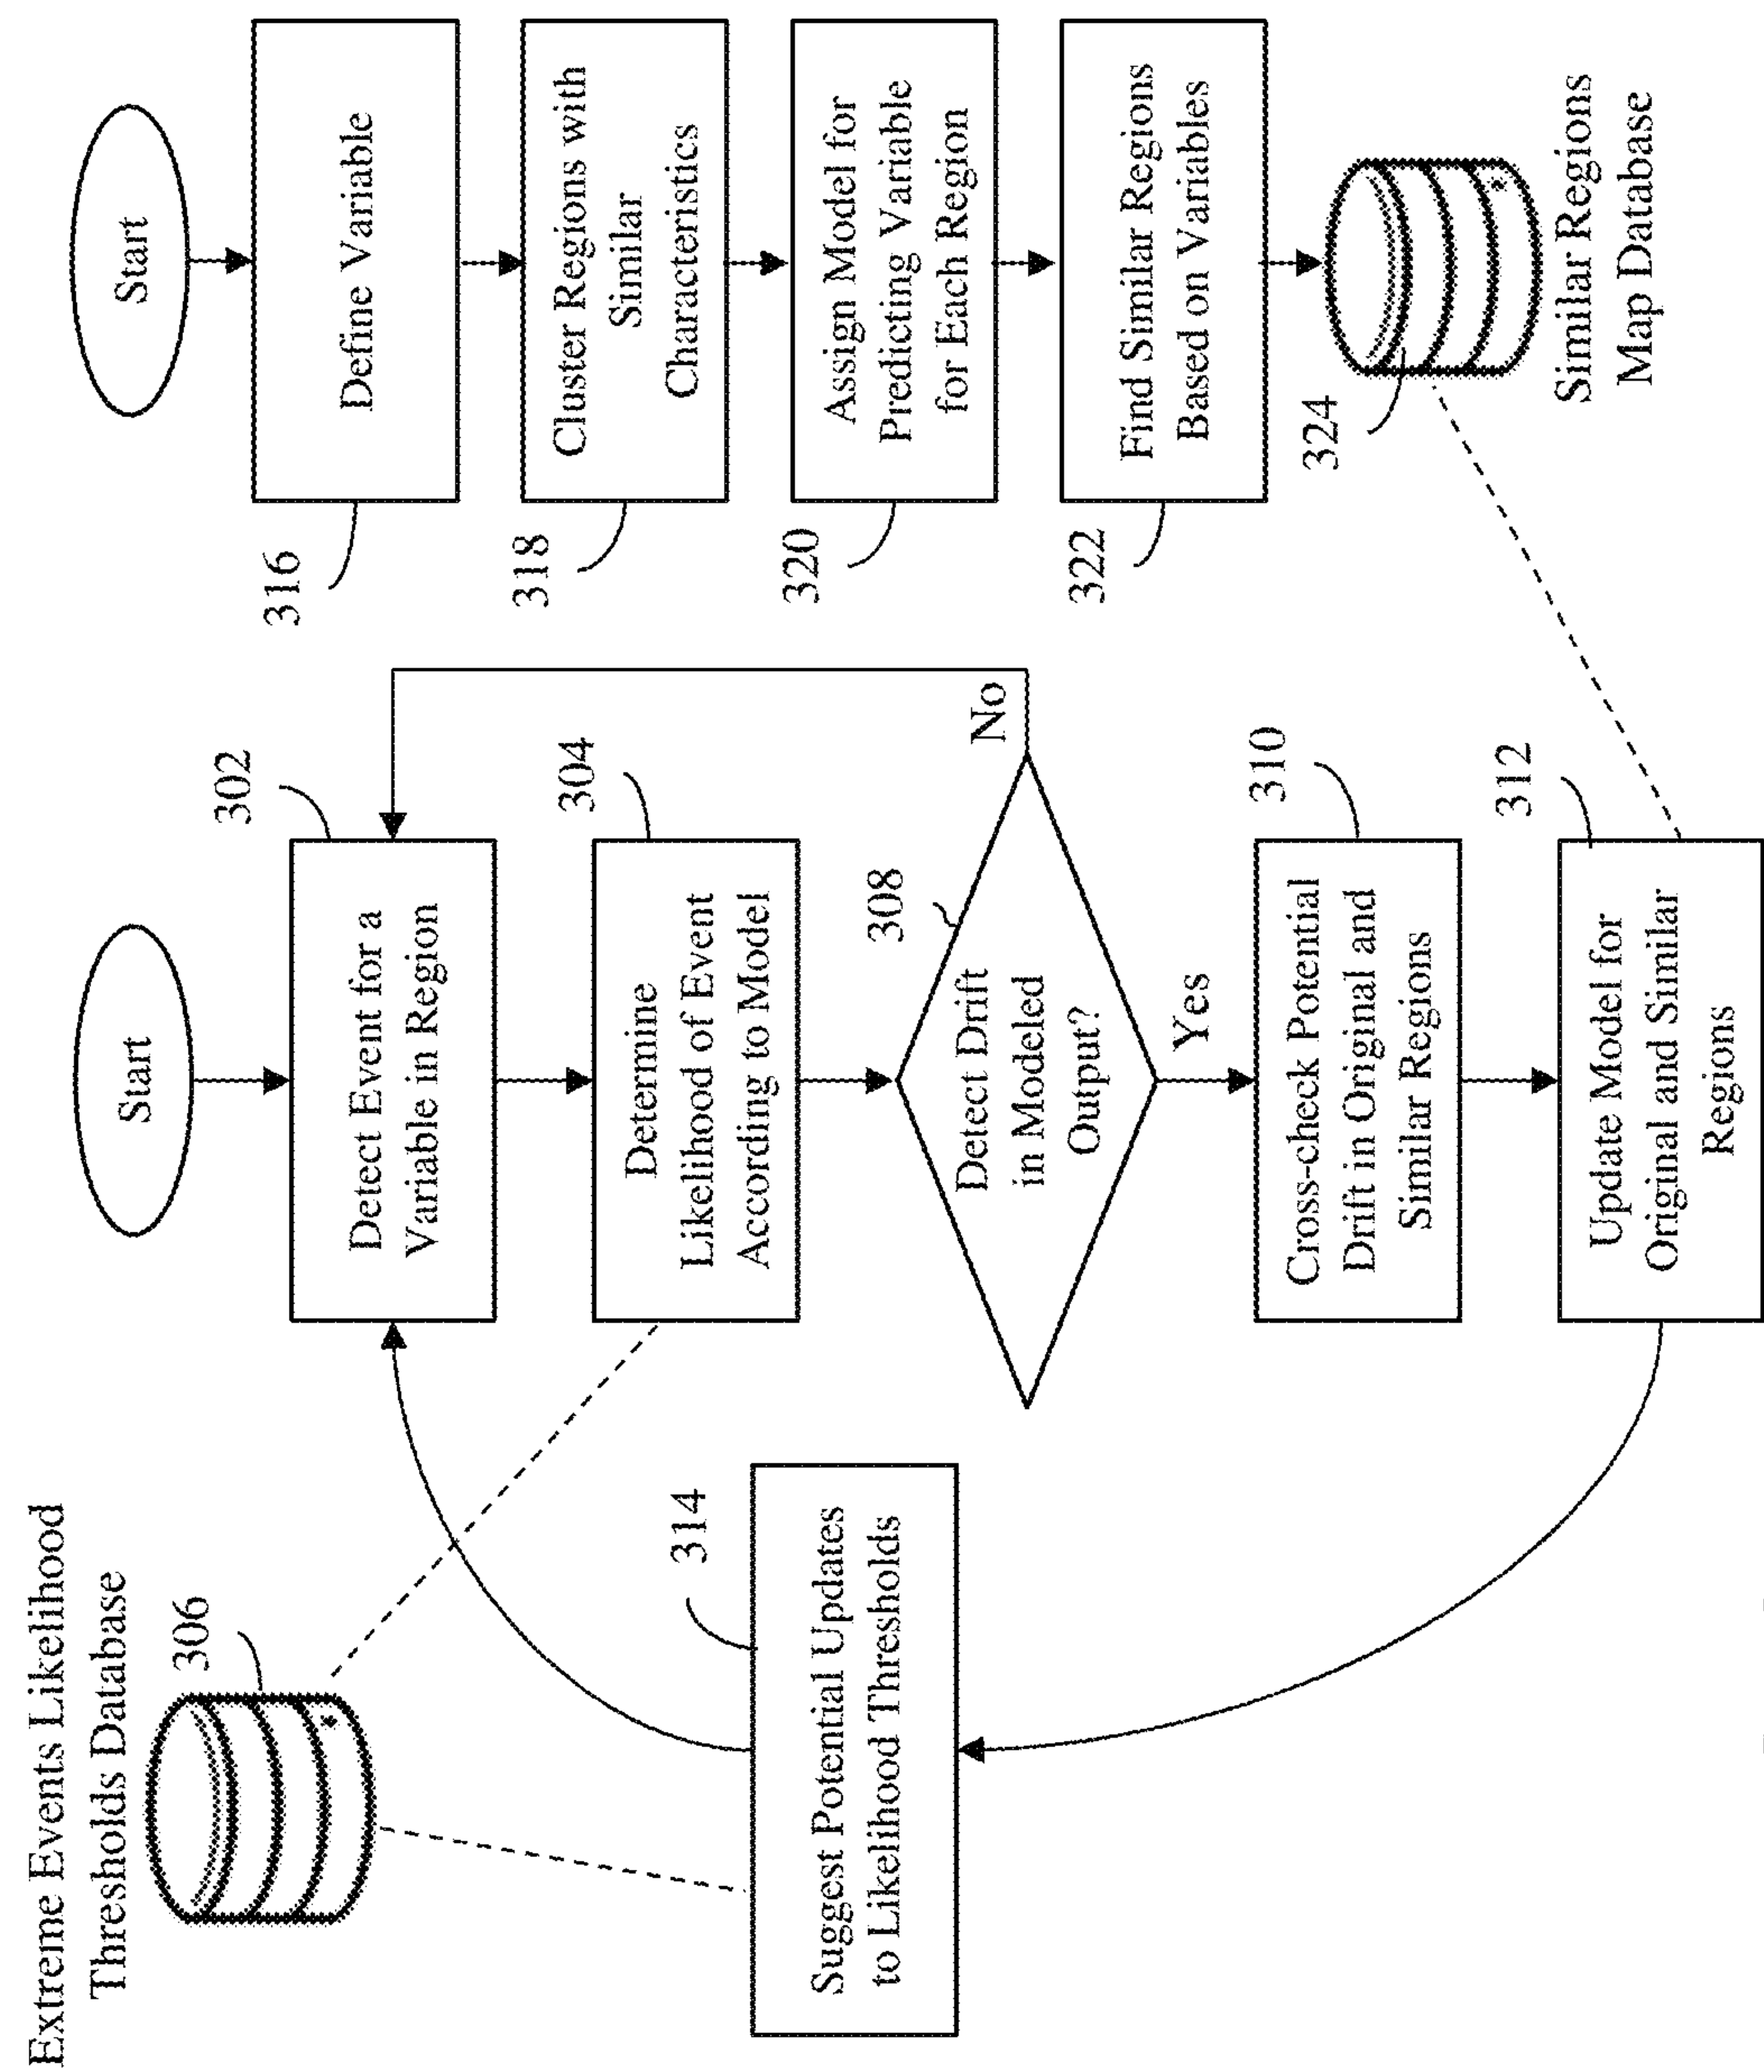 Extreme Events Likelihood
Thresholds Database
306
Suggest Potential Updates
to Likelihood Thresholds
314
Start
Detect Event for a
Variable in Region
302
Determine
Likelihood of Event
According to Model
304
Detect Drift
in Modeled
Output?
308
No
Yes
Cross-check Potential
Drift in Original and
Similar Regions
310
Update Model for
Original and Similar
Regions
312
Start
Define Variable
316
Cluster Regions with
Similar
Characteristics
318
Assign Model for
Predicting Variable
for Each Region
320
Find Similar Regions
Based on Variables
322
324
Similar Regions
Map Database